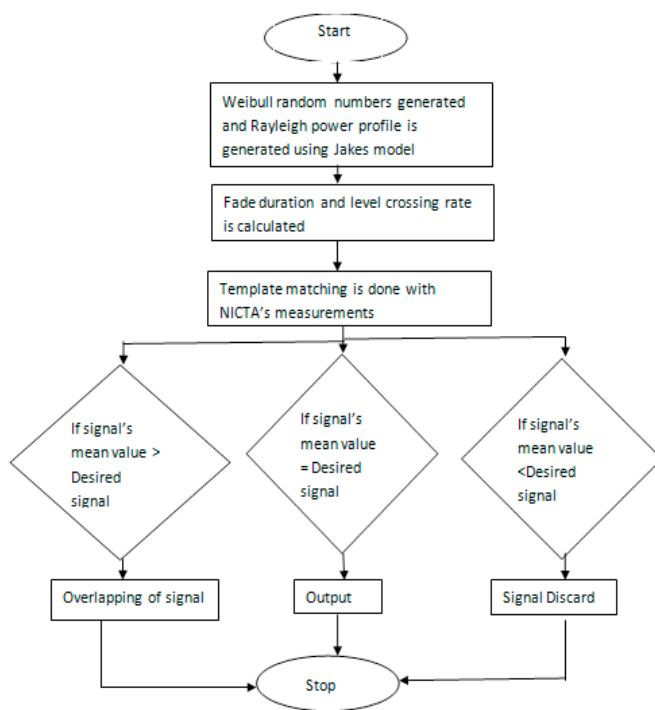 Start
Weibull random numbers generated
and Rayleigh power profile is
generated using Jakes model
Fade duration and level crossing rate
is calculated
Template matching is done with
NICTA's measurements
If signal's
mean value >
Desired
signal
If signal's
mean value
= Desired
signal
If signal's
mean value
<Desired
signal
Overlapping of signal
Output
Signal Discard
Stop